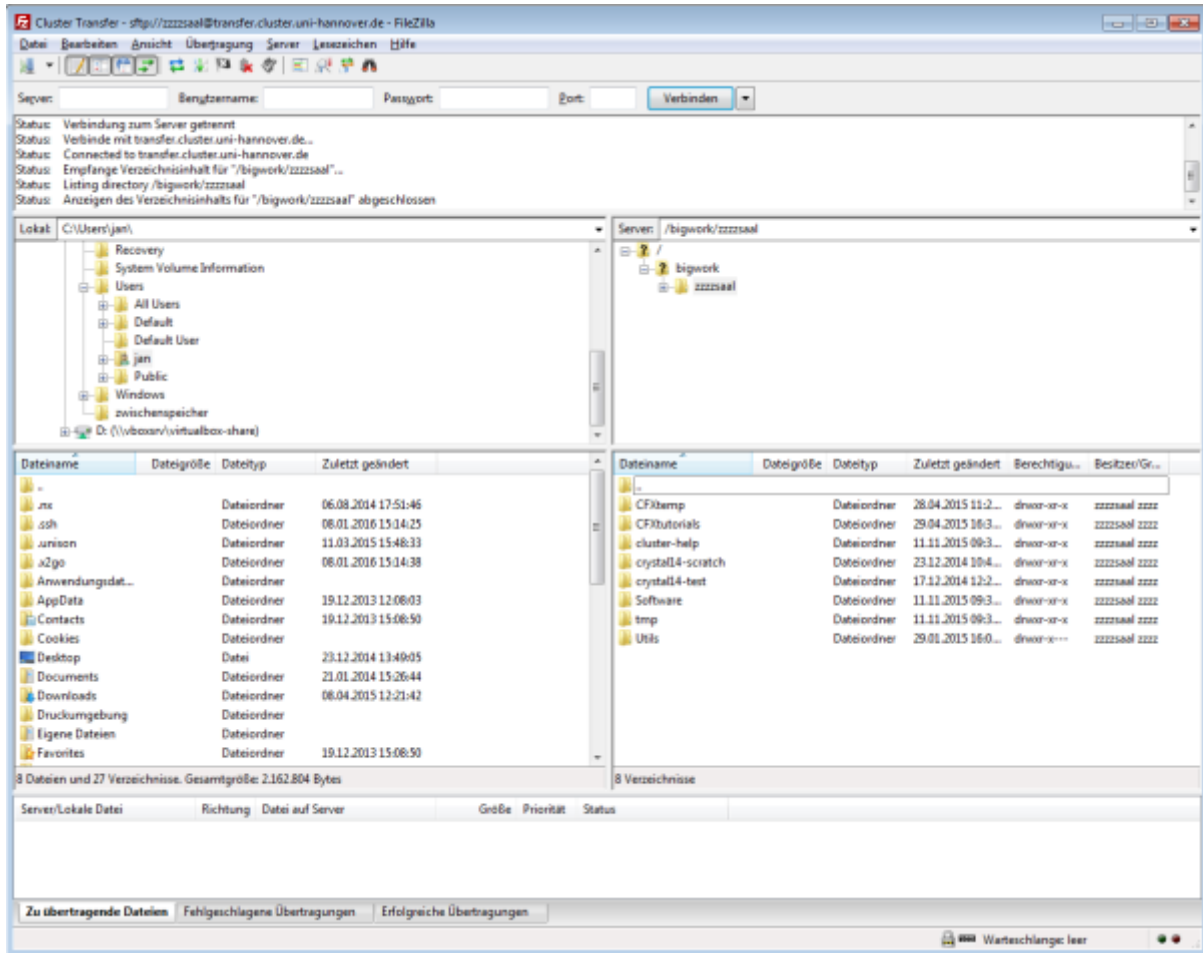 Cluster Transfer - sftp://zzzzsaal@transfer.cluster.uni-hannover.de - FileZilla
Datei Bearbeiten Ansicht Übertragung Server Lesezeichen Hilfe
Server: Benutzername: Passwort: Port: Verbinden
Status: Verbindung zum Server getrennt
Status: Verbinde mit transfer.cluster.uni-hannover.de...
Status: Connected to transfer.cluster.uni-hannover.de
Status: Empfange Verzeichnisinhalt für "/bigwork/zzzzsaal"...
Status: Listing directory /bigwork/zzzzsaal
Status: Anzeigen des Verzeichnisinhalts für "/bigwork/zzzzsaal" abgeschlossen
Lokal: C:\Users\jan\
Recovery
System Volume Information
Users
All Users
Default
Default User
jan
Public
Windows
zwischenspeicher
D: (\\vboxsrv\virtualbox-share)
Server: /bigwork/zzzzsaal
/
bigwork
zzzzsaal
Dateiname Dateigröße Dateityp Zuletzt geändert
..
.nx Dateiordner 06.08.2014 17:51:46
.ssh Dateiordner 08.01.2016 15:14:25
.unison Dateiordner 11.03.2015 15:48:33
.x2go Dateiordner 08.01.2016 15:14:38
Anwendungsdat... Dateiordner
AppData Dateiordner 19.12.2013 12:08:03
Contacts Dateiordner 19.12.2013 15:08:50
Cookies Dateiordner
Desktop Datei 23.12.2014 13:49:05
Documents Dateiordner 21.01.2014 15:26:44
Downloads Dateiordner 08.04.2015 12:21:42
Druckumgebung Dateiordner
Eigene Dateien Dateiordner
Favorites Dateiordner 19.12.2013 15:08:50
8 Dateien und 27 Verzeichnisse. Gesamtgröße: 2.162.804 Bytes
Dateiname Dateigröße Dateityp Zuletzt geändert Berechtigu... Besitzer/Gr...
..
CFXtemp Dateiordner 28.04.2015 11:2... drwxr-xr-x zzzzsaal zzzz
CFXtutorials Dateiordner 29.04.2015 16:3... drwxr-xr-x zzzzsaal zzzz
cluster-help Dateiordner 11.11.2015 09:3... drwxr-xr-x zzzzsaal zzzz
crystal14-scratch Dateiordner 23.12.2014 10:4... drwxr-xr-x zzzzsaal zzzz
crystal14-test Dateiordner 17.12.2014 12:2... drwxr-xr-x zzzzsaal zzzz
Software Dateiordner 11.11.2015 09:3... drwxr-xr-x zzzzsaal zzzz
tmp Dateiordner 11.11.2015 09:3... drwxr-xr-x zzzzsaal zzzz
Utils Dateiordner 29.01.2015 16:0... drwxr-x--- zzzzsaal zzzz
8 Verzeichnisse
Server/Lokale Datei Richtung Datei auf Server Größe Priorität Status
Zu übertragende Dateien Fehlgeschlagene Übertragungen Erfolgreiche Übertragungen
Warteschlange: leer